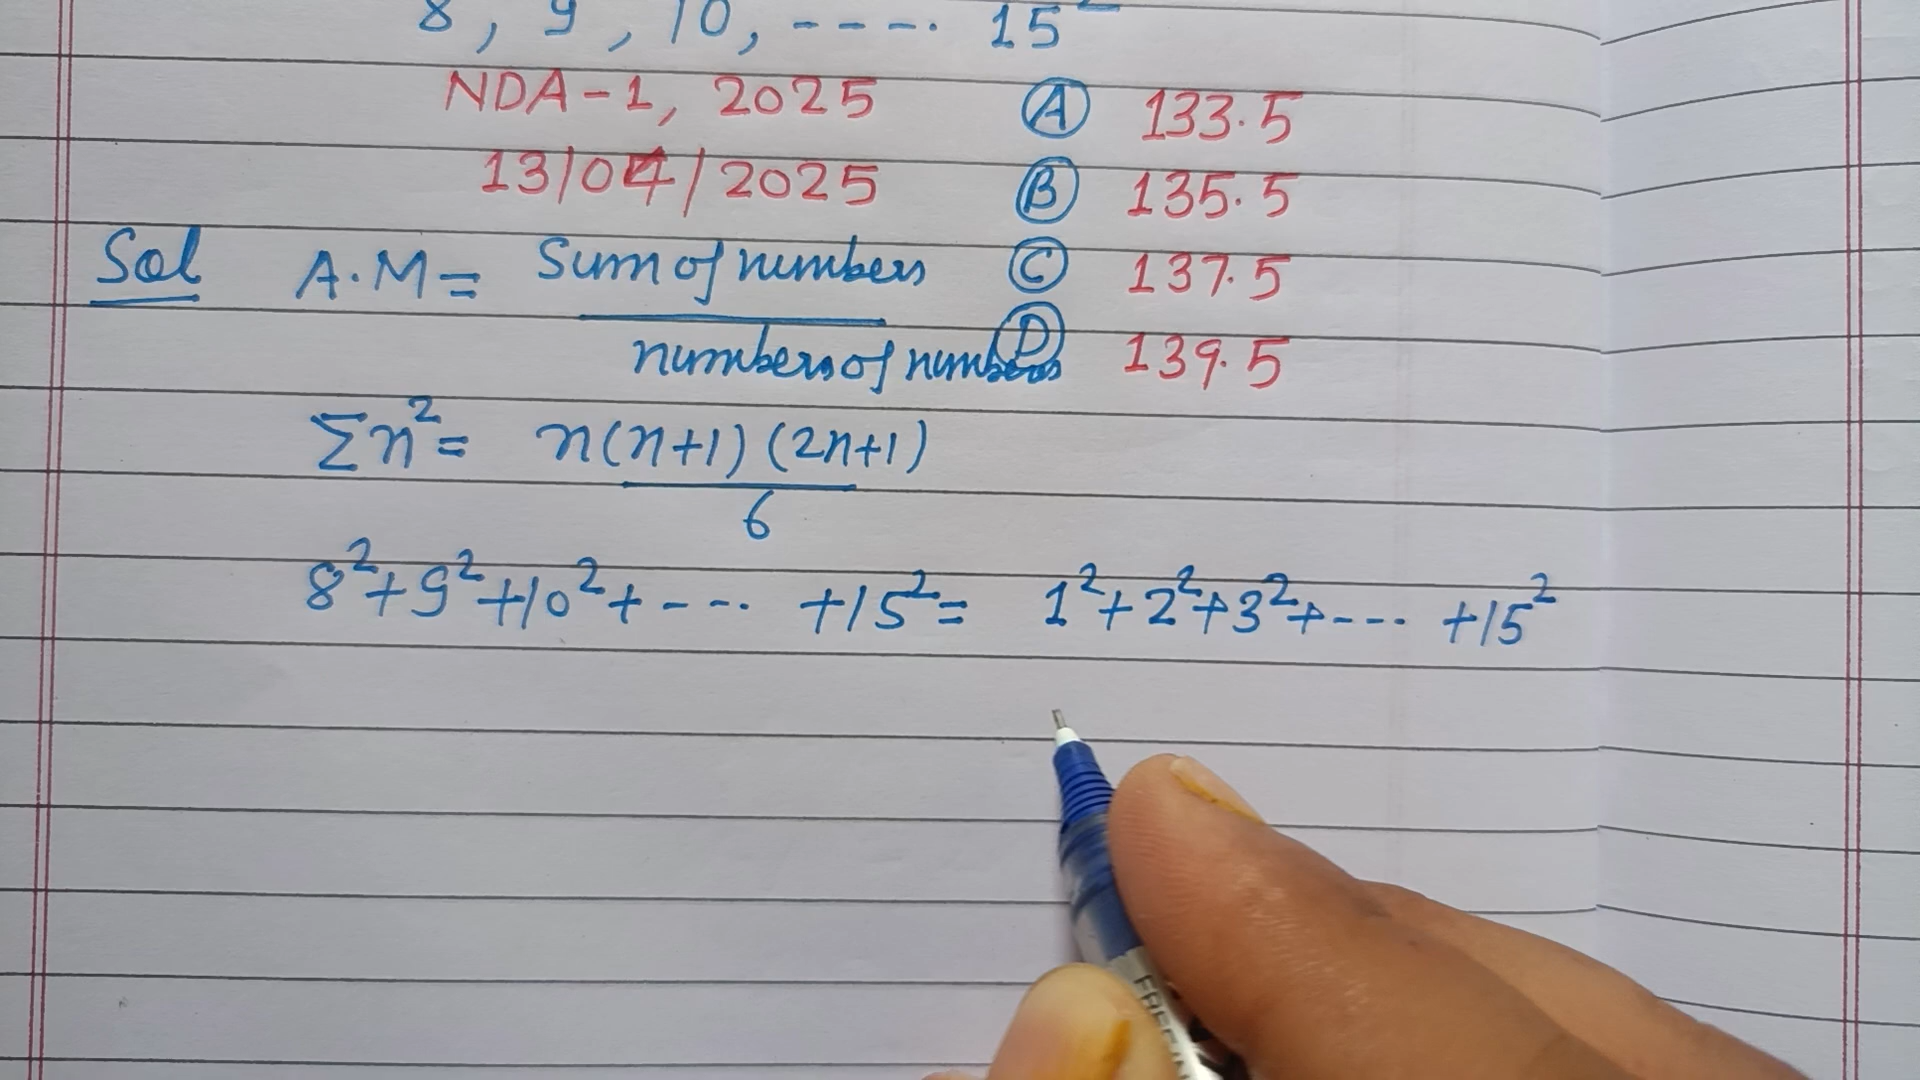 8, 9, 10, ---- 15²
NDA-1, 2025 Ⓐ 133.5
13/04/2025 Ⓑ 135.5
Sol A.M = Sum of numbers Ⓒ 137.5
numbers of numbers Ⓓ 139.5
Σn² = n(n+1)(2n+1)
6
8²+9²+10²+--- +15²= 1²+2²+3²+--- +15²